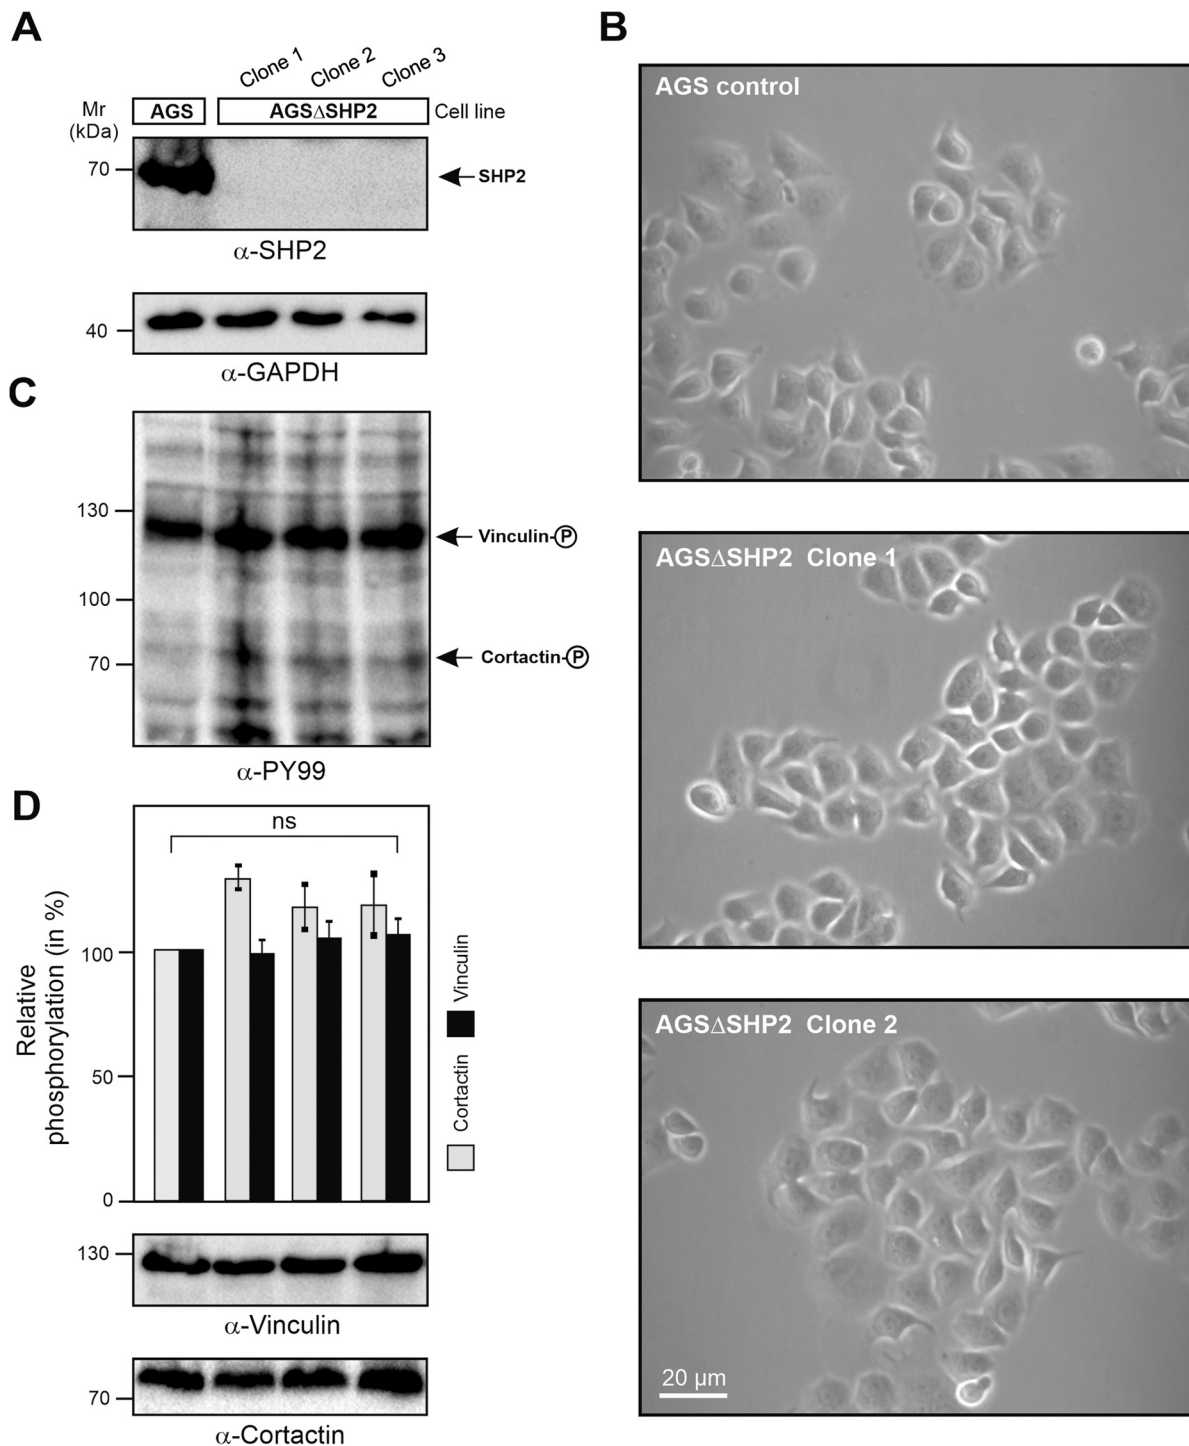 A
Clone 1
Clone 2
Clone 3
Mr
(kDa)
AGS
AGSΔSHP2
Cell line
70
SHP2
α-SHP2
40
α-GAPDH
C
130
Vinculin-P
100
Cortactin-P
70
α-PY99
D
ns
Relative
phosphorylation (in %)
100
50
0
Vinculin
Cortactin
130
α-Vinculin
70
α-Cortactin
B
AGS control
AGSΔSHP2 Clone 1
AGSΔSHP2 Clone 2
20 µm